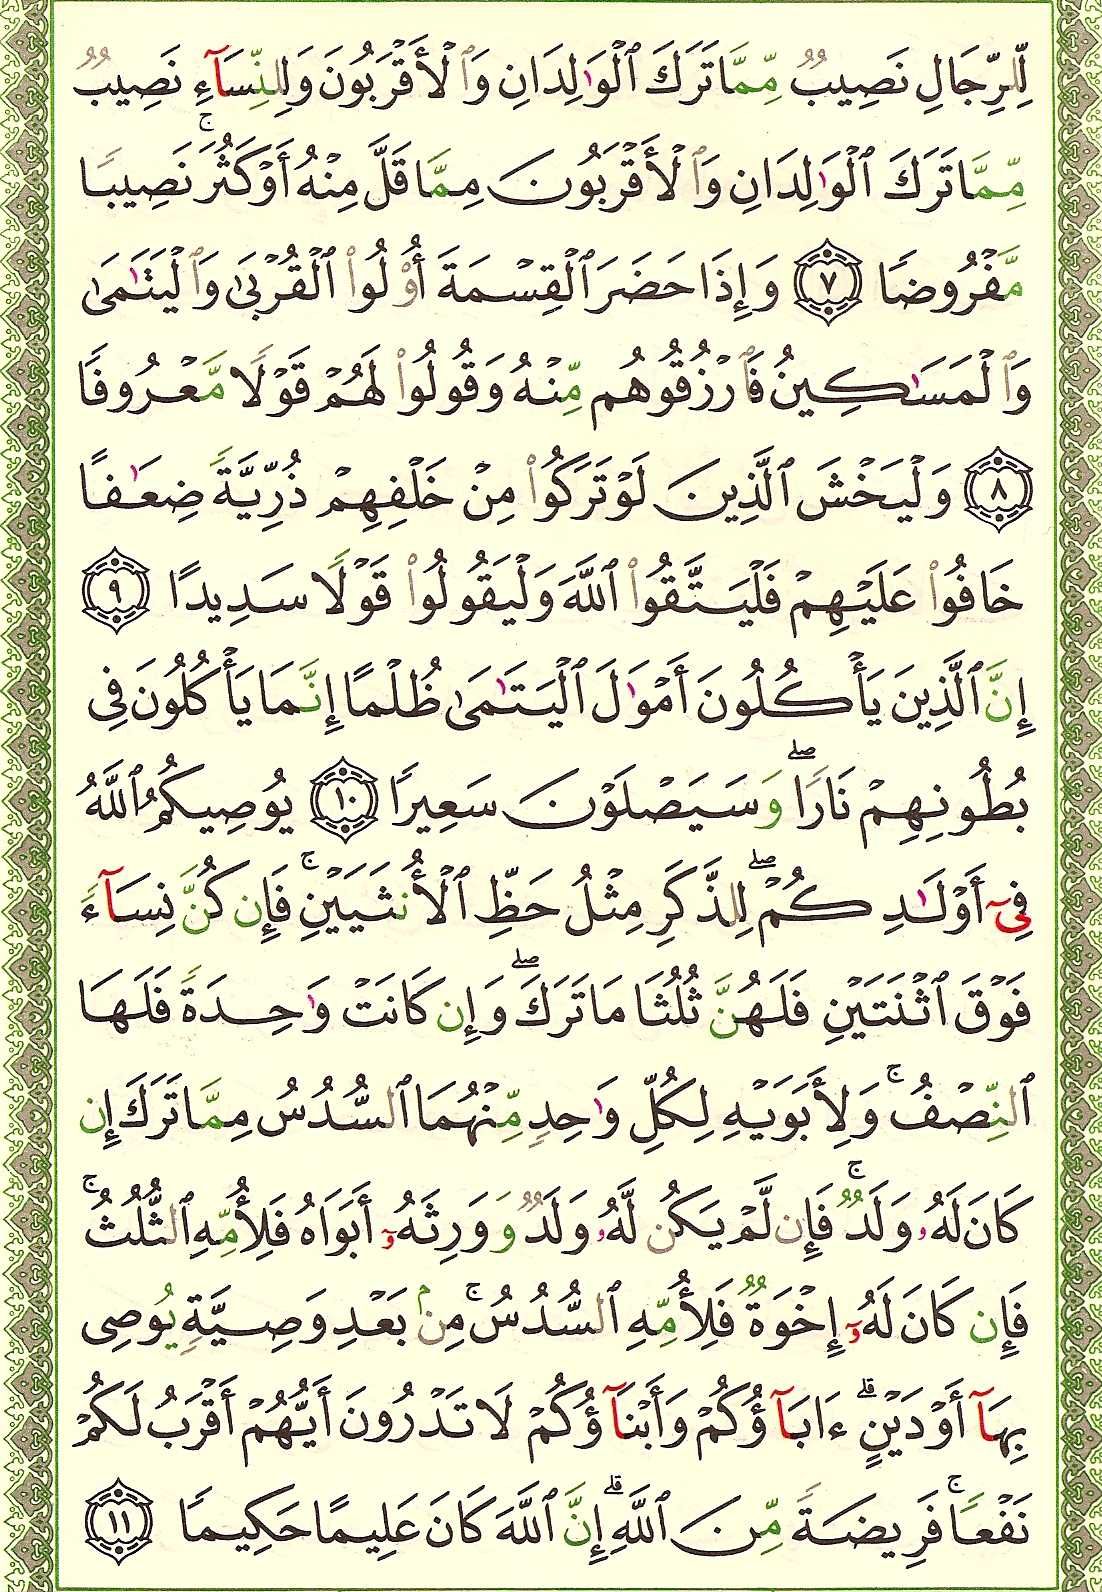 لِّلرِّجَالِ نَصِيبٌ مِّمَّا تَرَكَ ٱلْوَٰلِدَانِ وَٱلْأَقْرَبُونَ وَلِلنِّسَآءِ نَصِيبٌ
مِّمَّا تَرَكَ ٱلْوَٰلِدَانِ وَٱلْأَقْرَبُونَ مِمَّا قَلَّ مِنْهُ أَوْ كَثُرَ ۚ نَصِيبًا
مَّفْرُوضًا ﴿٧﴾ وَإِذَا حَضَرَ ٱلْقِسْمَةَ أُو۟لُوا۟ ٱلْقُرْبَىٰ وَٱلْيَتَٰمَىٰ
وَٱلْمَسَٰكِينُ فَٱرْزُقُوهُم مِّنْهُ وَقُولُوا۟ لَهُمْ قَوْلًا مَّعْرُوفًا
﴿٨﴾ وَلْيَخْشَ ٱلَّذِينَ لَوْ تَرَكُوا۟ مِنْ خَلْفِهِمْ ذُرِّيَّةً ضِعَٰفًا
خَافُوا۟ عَلَيْهِمْ فَلْيَتَّقُوا۟ ٱللَّهَ وَلْيَقُولُوا۟ قَوْلًا سَدِيدًا ﴿٩﴾
إِنَّ ٱلَّذِينَ يَأْكُلُونَ أَمْوَٰلَ ٱلْيَتَٰمَىٰ ظُلْمًا إِنَّمَا يَأْكُلُونَ فِى
بُطُونِهِمْ نَارًا ۖ وَسَيَصْلَوْنَ سَعِيرًا ﴿١٠﴾ يُوصِيكُمُ ٱللَّهُ
فِىٓ أَوْلَٰدِكُمْ ۖ لِلذَّكَرِ مِثْلُ حَظِّ ٱلْأُنثَيَيْنِ ۚ فَإِن كُنَّ نِسَآءً
فَوْقَ ٱثْنَتَيْنِ فَلَهُنَّ ثُلُثَا مَا تَرَكَ ۖ وَإِن كَانَتْ وَٰحِدَةً فَلَهَا
ٱلنِّصْفُ ۚ وَلِأَبَوَيْهِ لِكُلِّ وَٰحِدٍ مِّنْهُمَا ٱلسُّدُسُ مِمَّا تَرَكَ إِن
كَانَ لَهُۥ وَلَدٌ ۚ فَإِن لَّمْ يَكُن لَّهُۥ وَلَدٌ وَوَرِثَهُۥٓ أَبَوَاهُ فَلِأُمِّهِ ٱلثُّلُثُ ۚ
فَإِن كَانَ لَهُۥٓ إِخْوَةٌ فَلِأُمِّهِ ٱلسُّدُسُ ۚ مِنۢ بَعْدِ وَصِيَّةٍ يُوصِى
بِهَآ أَوْ دَيْنٍ ۗ ءَابَآؤُكُمْ وَأَبْنَآؤُكُمْ لَا تَدْرُونَ أَيُّهُمْ أَقْرَبُ لَكُمْ
نَفْعًا ۚ فَرِيضَةً مِّنَ ٱللَّهِ ۗ إِنَّ ٱللَّهَ كَانَ عَلِيمًا حَكِيمًا ﴿١١﴾